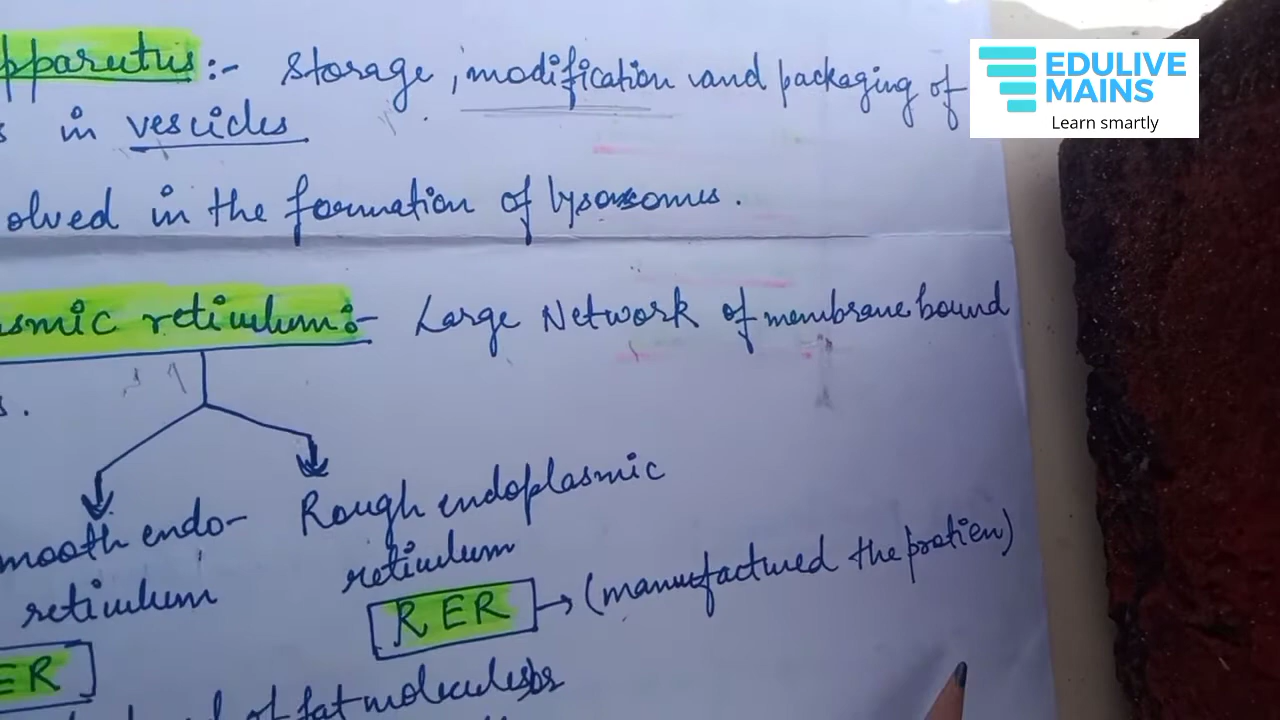 apparutus:- Storage, modification and packaging of
s in vesicles
olved in the formation of lysosomes.
smic reticulum:- Large Network of membrane bound
s.
mooth endo- Rough endoplasmic
reticulum reticulum
RER → (manufactured the protien)
ER
of fat molecules
EDULIVE
MAINS
Learn smartly